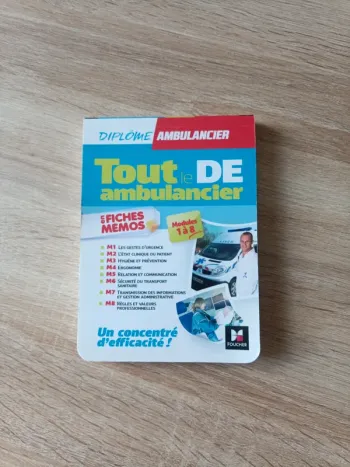 DIPLÔME AMBULANCIER
Tout le DE
ambulancier
EN FICHES
MÉMOS
Modules
1 à 8
M1 LES GESTES D'URGENCE
M2 L'ÉTAT CLINIQUE DU PATIENT
M3 HYGIÈNE ET PRÉVENTION
M4 ERGONOMIE
M5 RELATION ET COMMUNICATION
M6 SÉCURITÉ DU TRANSPORT
SANITAIRE
M7 TRANSMISSION DES INFORMATIONS
ET GESTION ADMINISTRATIVE
M8 RÈGLES ET VALEURS
PROFESSIONNELLES
Un concentré
d'efficacité !
FOUCHER